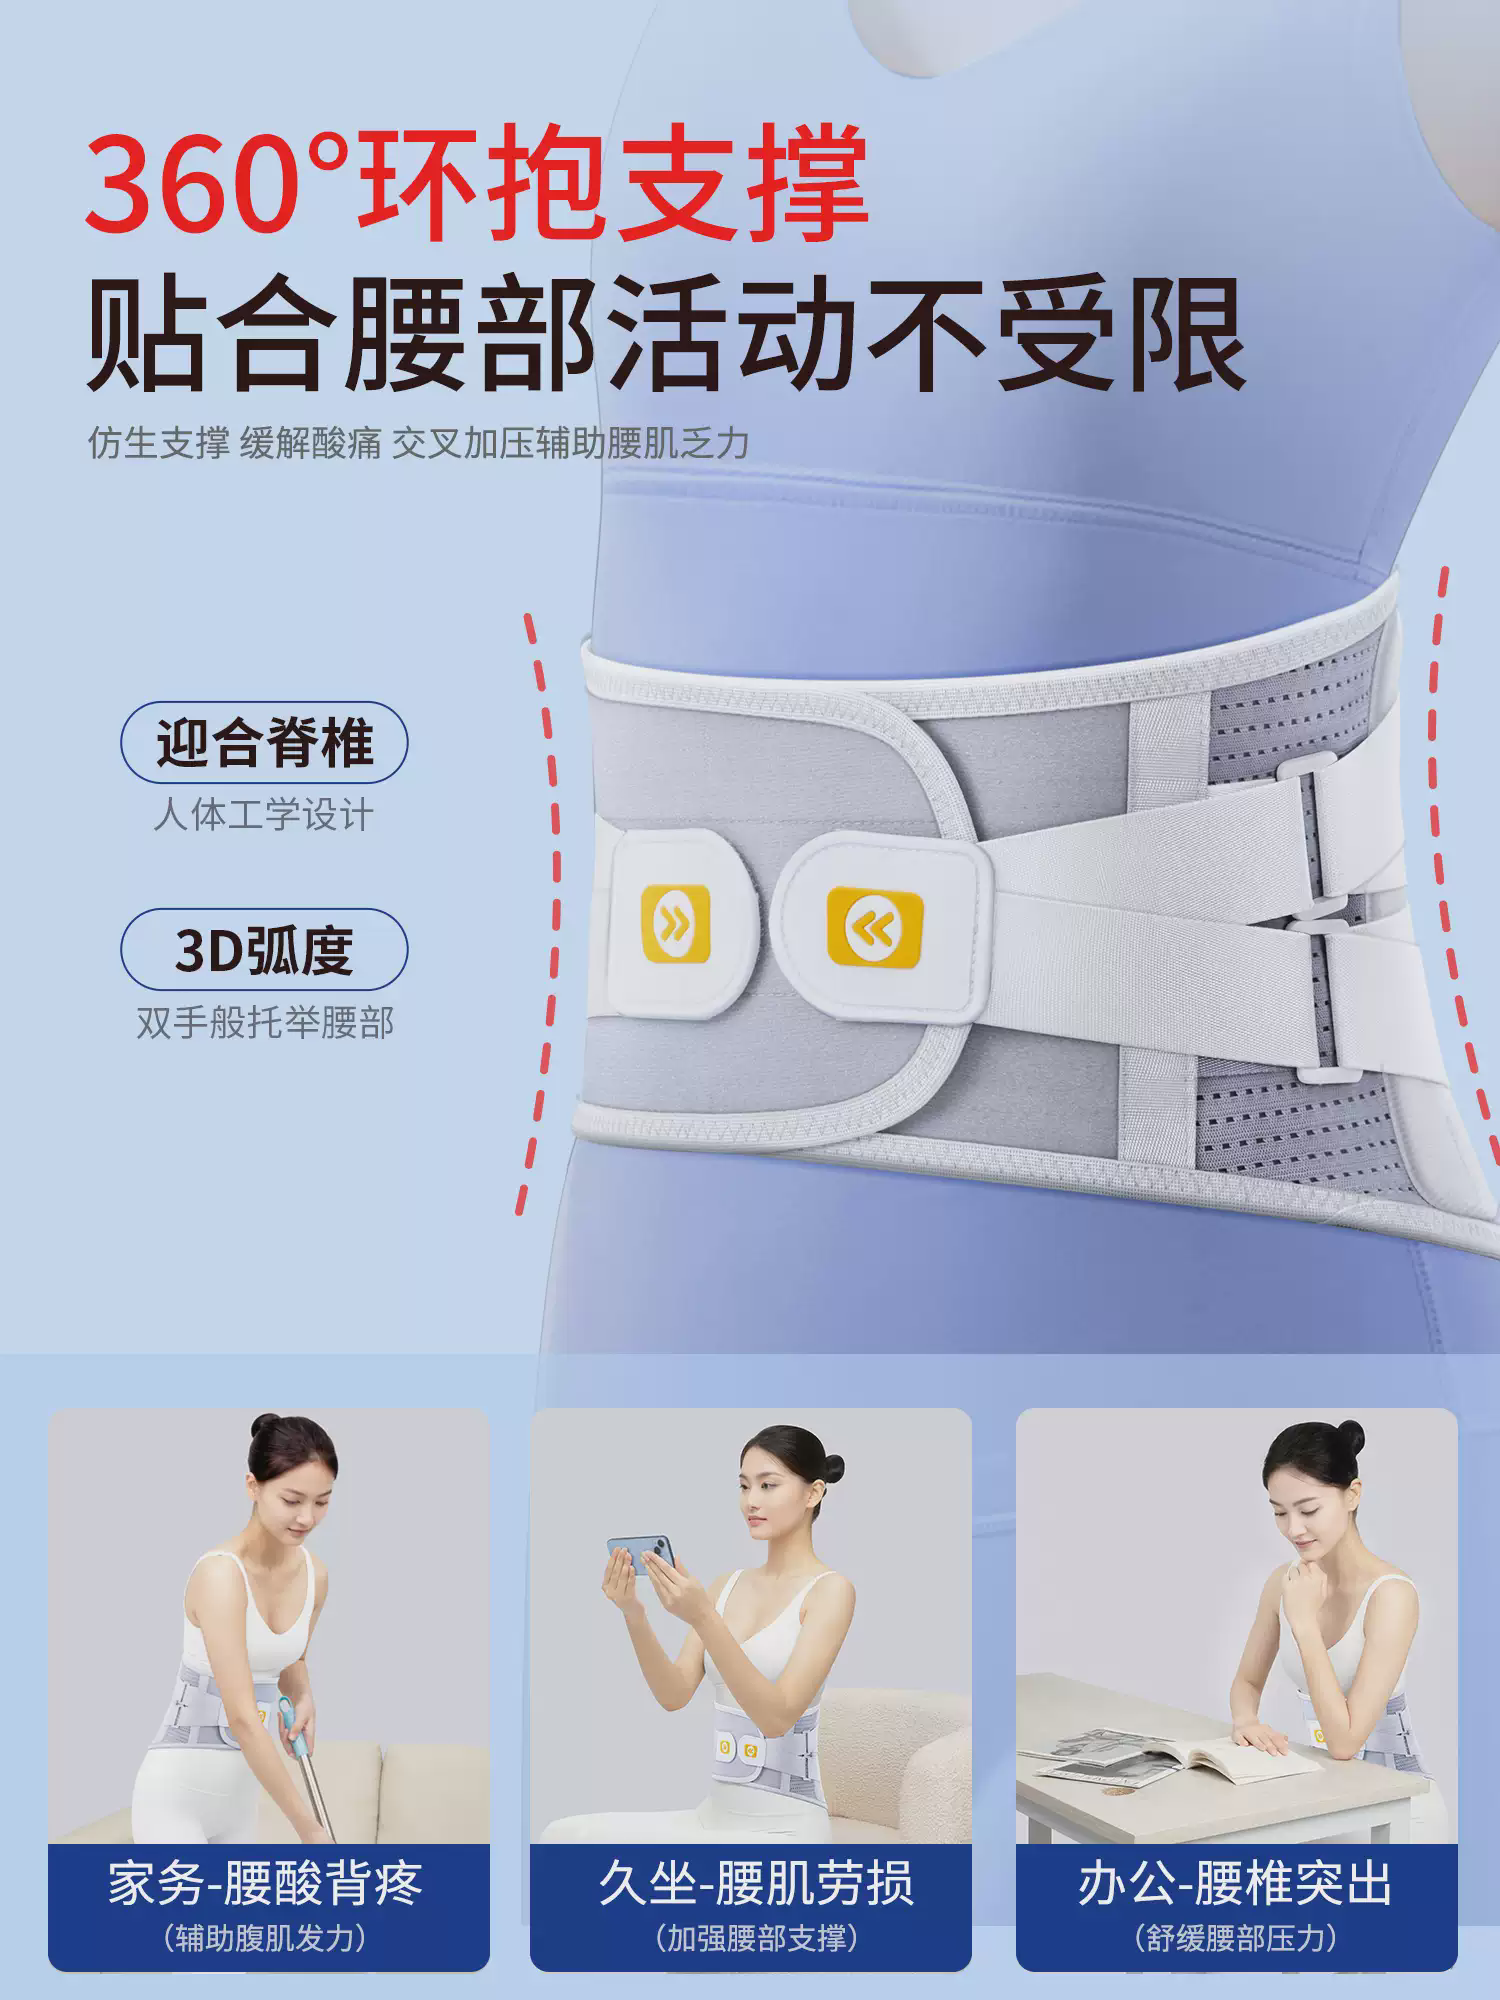 360°环抱支撑
贴合腰部活动不受限
仿生支撑 缓解酸痛 交叉加压辅助腰肌乏力
迎合脊椎
人体工学设计
3D弧度
双手般托举腰部
家务-腰酸背疼
（辅助腹肌发力）
久坐-腰肌劳损
（加强腰部支撑）
办公-腰椎突出
（舒缓腰部压力）